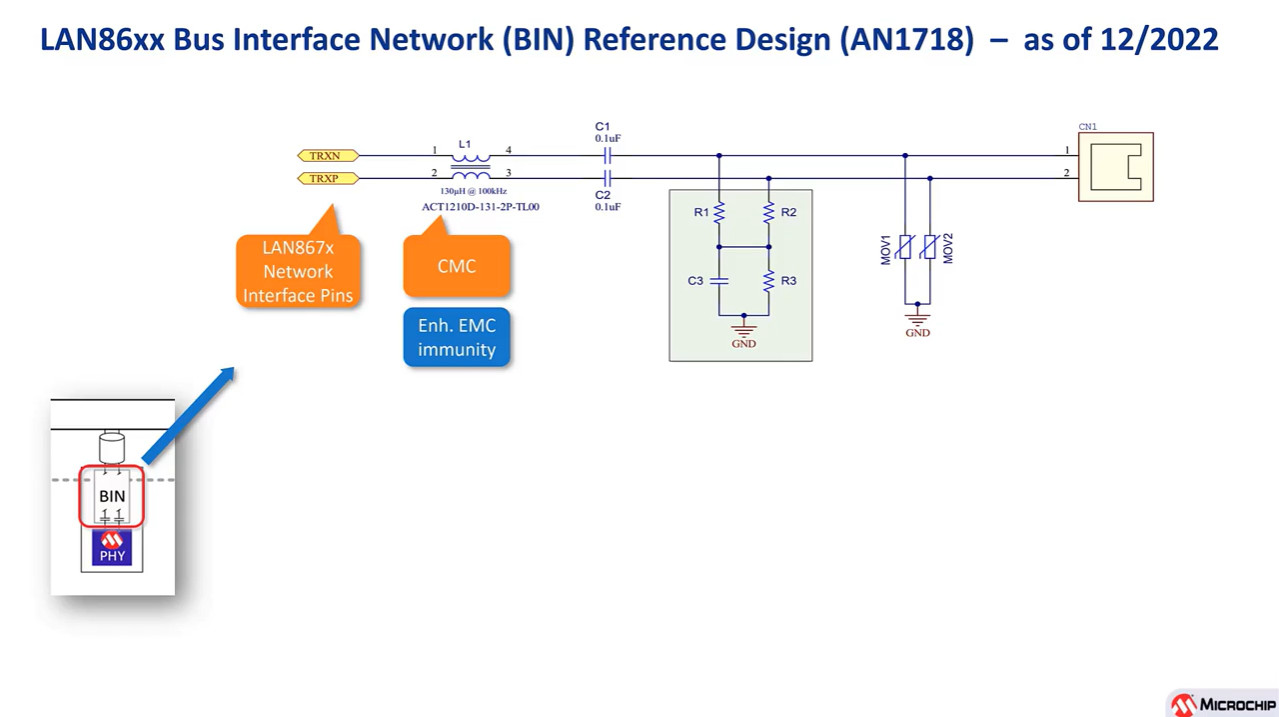 LAN86xx Bus Interface Network (BIN) Reference Design (AN1718) – as of 12/2022
TRXN
TRXP
1
2
L1
4
3
130µH @ 100kHz
ACT1210D-131-2P-TL00
C1
0.1uF
C2
0.1uF
R1
R2
C3
R3
GND
MOV1
MOV2
GND
CN1
1
2
LAN867x
Network
Interface Pins
CMC
Enh. EMC
immunity
BIN
PHY
MICROCHIP